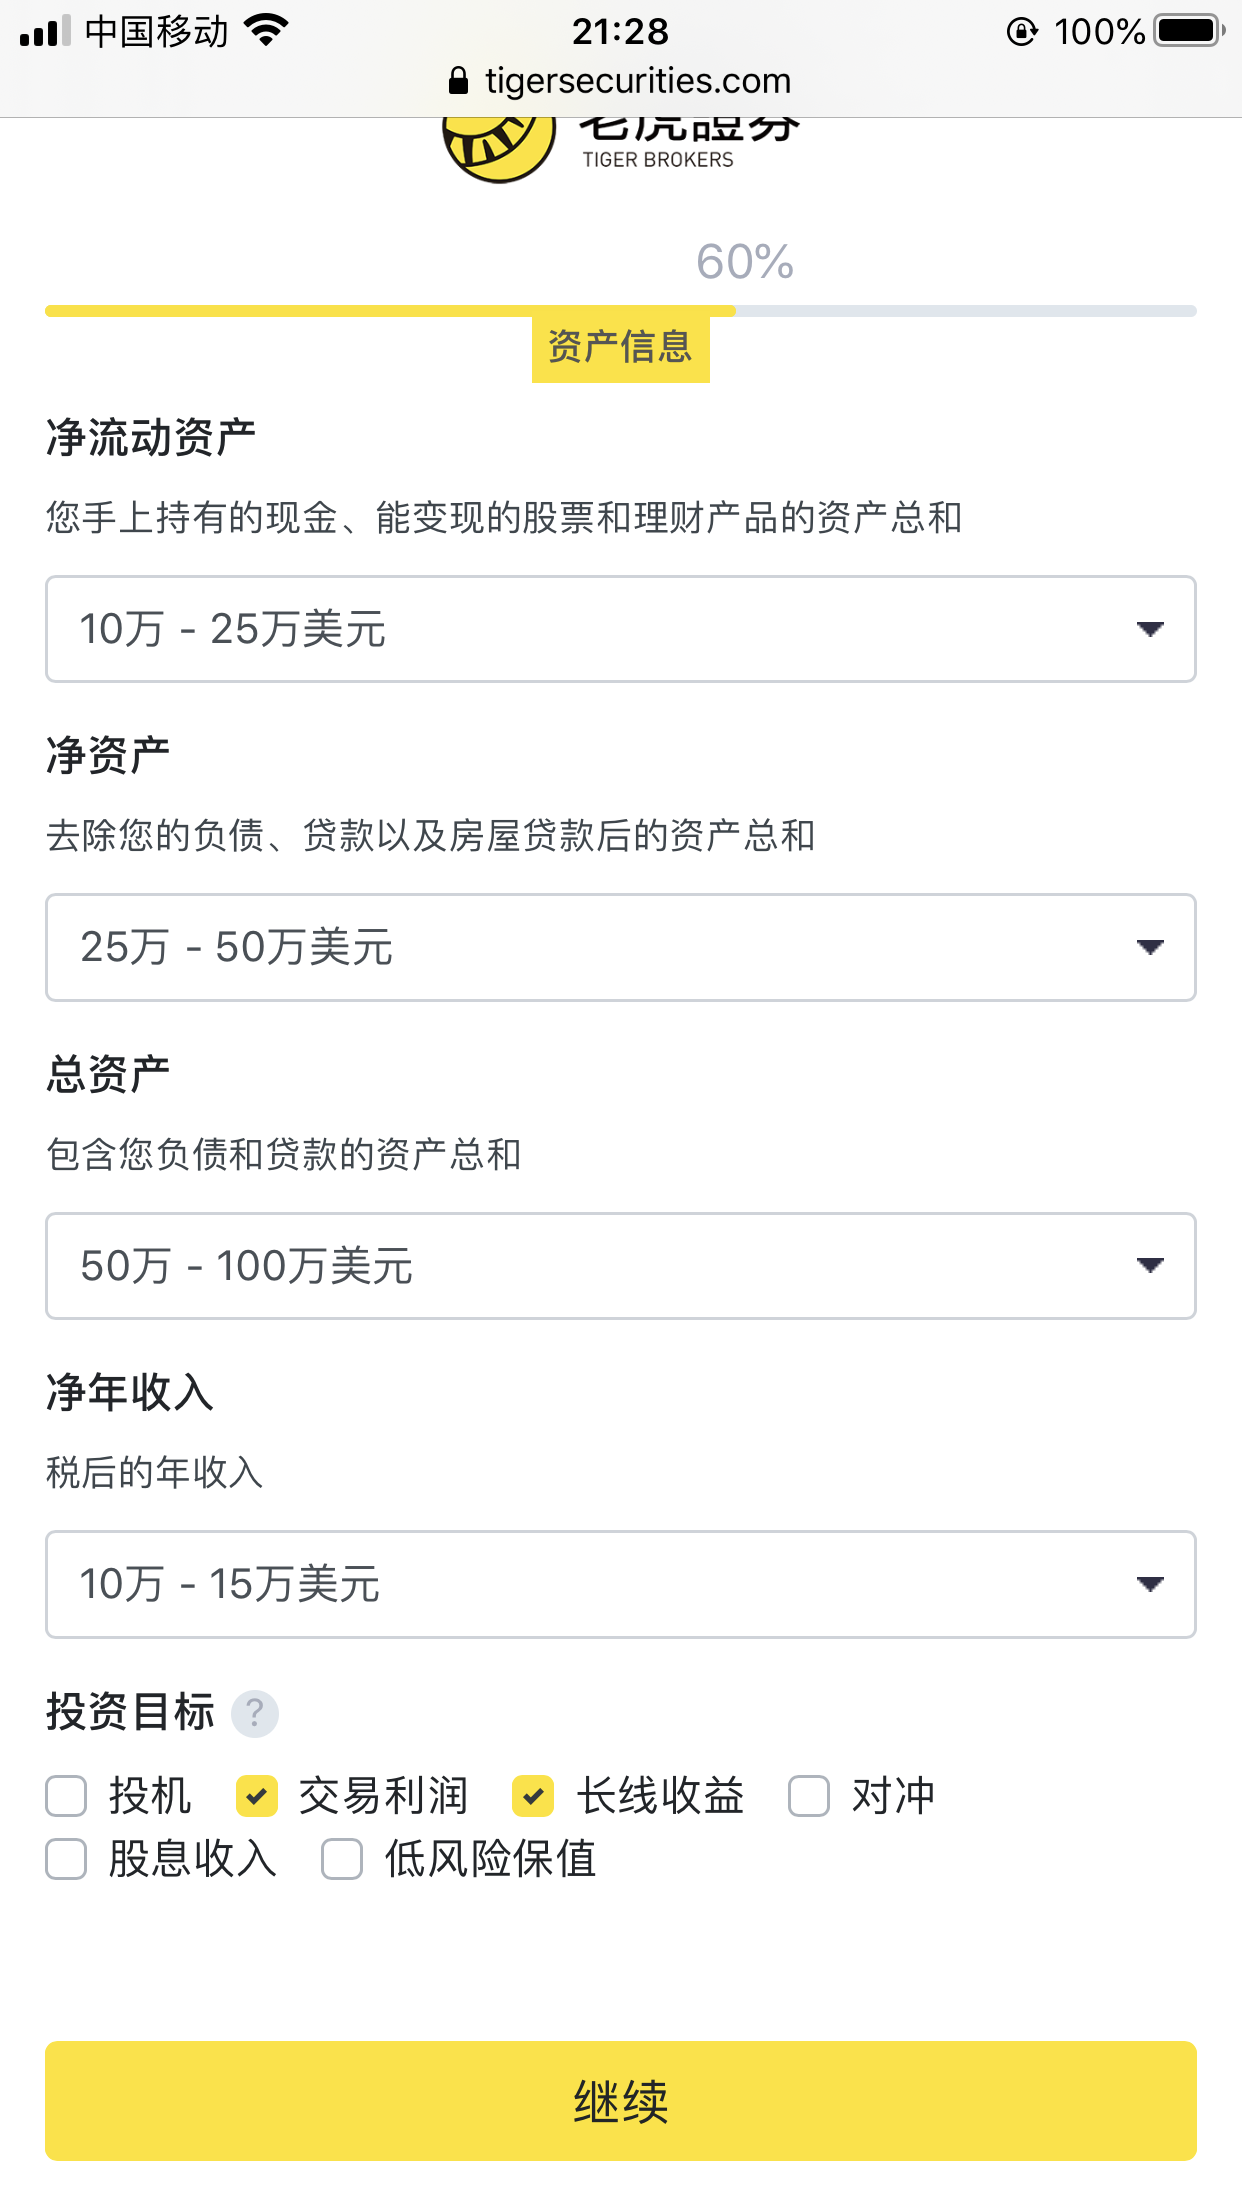 中国移动
21:28
100%
tigersecurities.com
老虎證券
TIGER BROKERS
60%
资产信息
净流动资产
您手上持有的现金、能变现的股票和理财产品的资产总和
10万 - 25万美元
净资产
去除您的负债、贷款以及房屋贷款后的资产总和
25万 - 50万美元
总资产
包含您负债和贷款的资产总和
50万 - 100万美元
净年收入
税后的年收入
10万 - 15万美元
投资目标 ?
投机 交易利润 长线收益 对冲
股息收入 低风险保值
继续